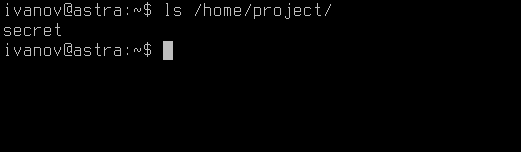 ivanov@astra:~$ ls /home/project/
secret
ivanov@astra:~$